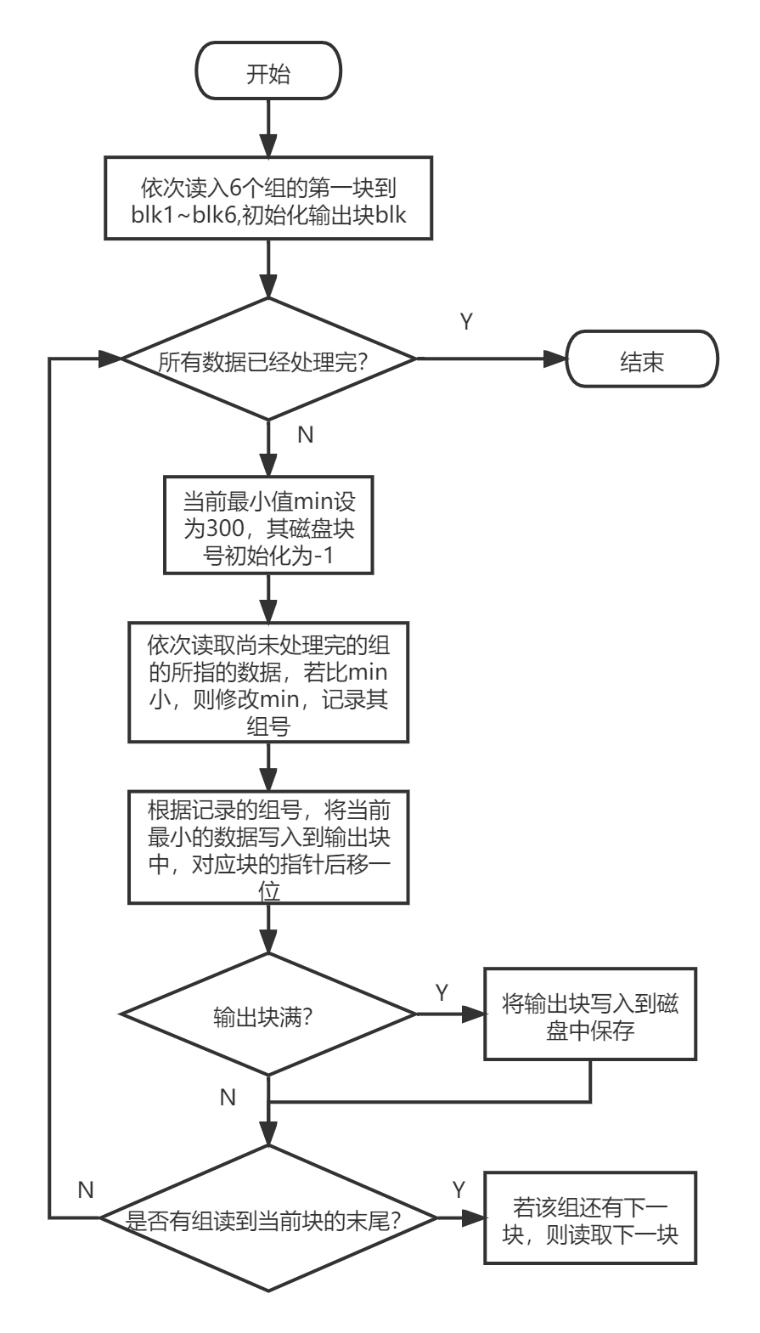 开始
依次读入6个组的第一块到
blk1~blk6,初始化输出块blk
所有数据已经处理完?
Y
结束
N
当前最小值min设
为300，其磁盘块
号初始化为-1
依次读取尚未处理完的组
的所指的数据，若比min
小，则修改min，记录其
组号
根据记录的组号，将当前
最小的数据写入到输出块
中，对应块的指针后移一
位
输出块满?
Y
将输出块写入到磁
盘中保存
N
是否有组读到当前块的末尾?
N
Y
若该组还有下一
块，则读取下一块